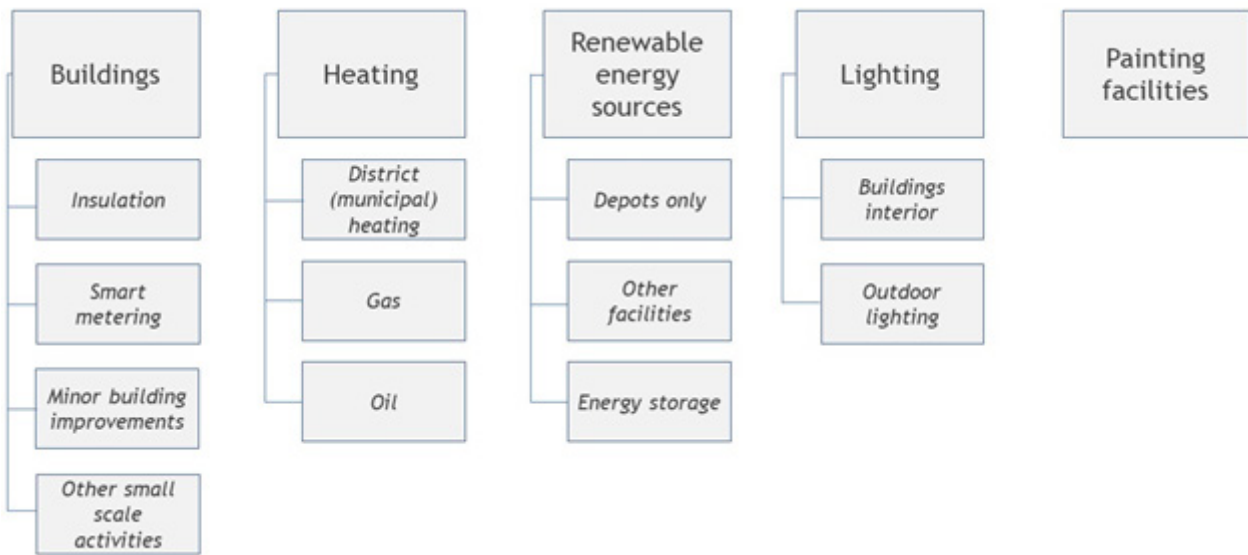 Buildings
Insulation
Smart
metering
Minor building
improvements
Other small
scale
activities
Heating
District
(municipal)
heating
Gas
Oil
Renewable
energy
sources
Depots only
Other
facilities
Energy storage
Lighting
Buildings
interior
Outdoor
lighting
Painting
facilities